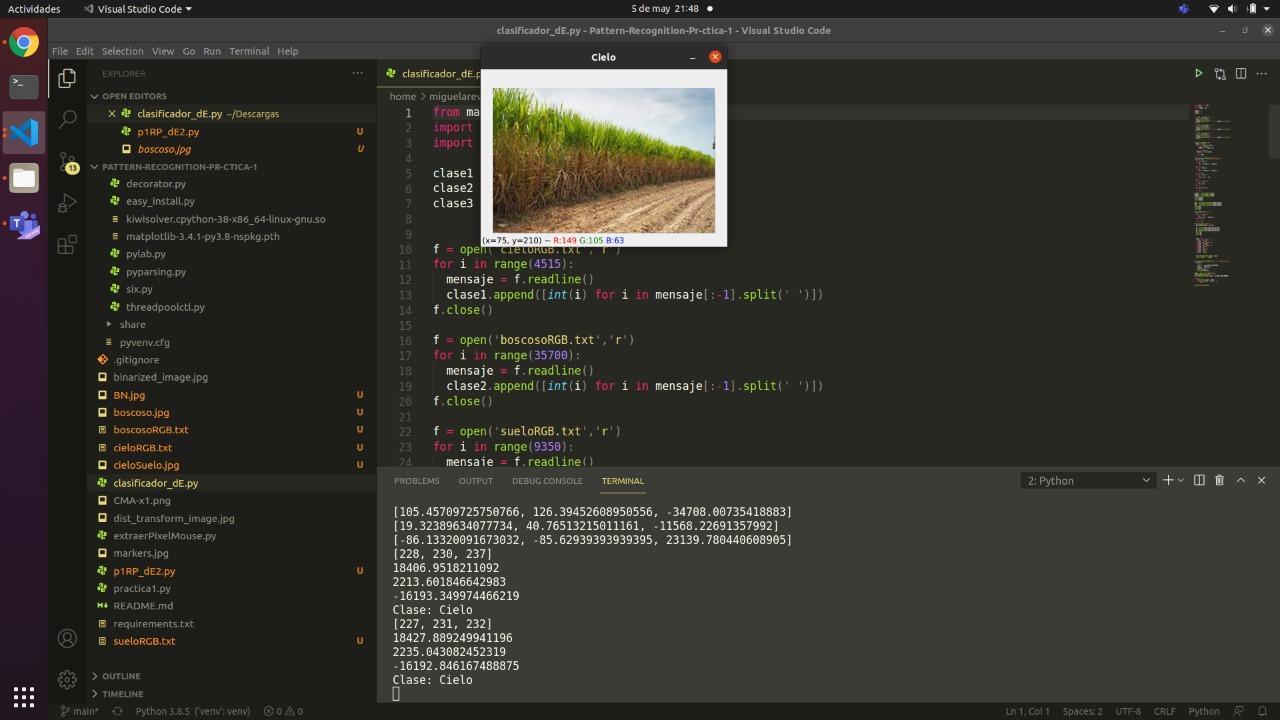 Actividades
Visual Studio Code
5 de may 21:48
clasificador_dE.py - Pattern-Recognition-Pr-ctica-1 - Visual Studio Code
File Edit Selection View Go Run Terminal Help
EXPLORER
OPEN EDITORS
clasificador_dE.py ~/Descargas
p1RP_dE2.py U
boscoso.jpg U
13
PATTERN-RECOGNITION-PR-CTICA-1
decorator.py
easy_install.py
kiwisolver.cpython-38-x86_64-linux-gnu.so
matplotlib-3.4.1-py3.8-nspkg.pth
pylab.py
pyparsing.py
six.py
threadpoolctl.py
share
pyvenv.cfg
.gitignore
binarized_image.jpg
BN.jpg U
boscoso.jpg U
boscosoRGB.txt U
cieloRGB.txt U
cieloSuelo.jpg U
clasificador_dE.py
CMA-x1.png
dist_transform_image.jpg
extraerPixelMouse.py
markers.jpg
p1RP_dE2.py U
practica1.py
README.md
requirements.txt
sueloRGB.txt U
OUTLINE
TIMELINE
clasificador_dE.p
home > miguelarev
Cielo
(x=75, y=210) ~ R:149 G:105 B:63
1 from ma
2 import
3 import
4
5 clase1
6 clase2
7 clase3
8
9
10 f = open('cieloRGB.txt','r')
11 for i in range(4515):
12 mensaje = f.readline()
13 clase1.append([int(i) for i in mensaje[:-1].split(' ')])
14 f.close()
15
16 f = open('boscosoRGB.txt','r')
17 for i in range(35700):
18 mensaje = f.readline()
19 clase2.append([int(i) for i in mensaje[:-1].split(' ')])
20 f.close()
21
22 f = open('sueloRGB.txt','r')
23 for i in range(9350):
24 mensaje = f.readline()
PROBLEMS OUTPUT DEBUG CONSOLE TERMINAL
2: Python
[105.45709725750766, 126.39452608950556, -34708.00735418883]
[19.32389634077734, 40.76513215011161, -11568.22691357992]
[-86.13320091673032, -85.62939393939395, 23139.780440608905]
[228, 230, 237]
18406.9518211092
2213.601846642983
-16193.349974466219
Clase: Cielo
[227, 231, 232]
18427.889249941196
2235.043082452319
-16192.846167488875
Clase: Cielo
main* Python 3.8.5 ('venv': venv) 0 0 Ln 1, Col 1 Spaces: 2 UTF-8 CRLF Python